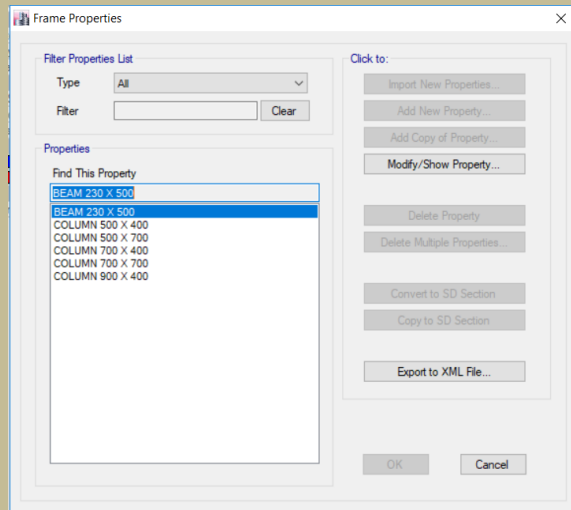 Frame Properties
Filter Properties List
Type
All
Filter
Clear
Properties
Find This Property
BEAM 230 X 500
BEAM 230 X 500
COLUMN 500 X 400
COLUMN 500 X 700
COLUMN 700 X 400
COLUMN 700 X 700
COLUMN 900 X 400
Click to:
Import New Properties...
Add New Property...
Add Copy of Property...
Modify/Show Property...
Delete Property
Delete Multiple Properties...
Convert to SD Section
Copy to SD Section
Export to XML File...
OK
Cancel